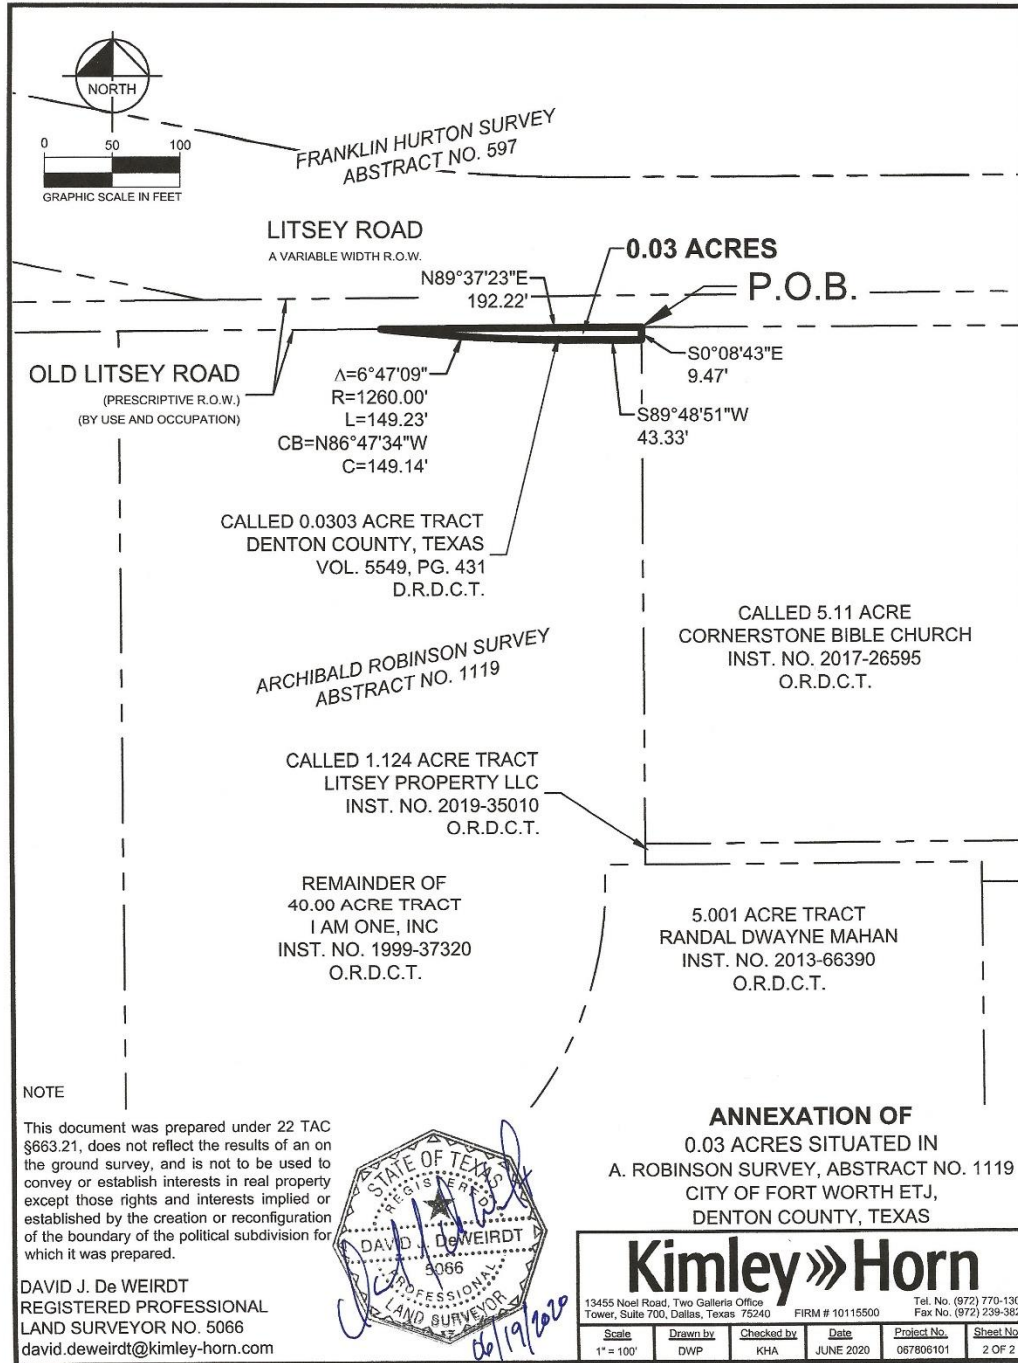 NORTH
0 50 100
GRAPHIC SCALE IN FEET
FRANKLIN HURTON SURVEY
ABSTRACT NO. 597
LITSEY ROAD
A VARIABLE WIDTH R.O.W.
0.03 ACRES
N89°37'23"E
192.22'
P.O.B.
OLD LITSEY ROAD
(PRESCRIPTIVE R.O.W.)
(BY USE AND OCCUPATION)
Δ=6°47'09"
R=1260.00'
L=149.23'
CB=N86°47'34"W
C=149.14'
S0°08'43"E
9.47'
S89°48'51"W
43.33'
CALLED 0.0303 ACRE TRACT
DENTON COUNTY, TEXAS
VOL. 5549, PG. 431
D.R.D.C.T.
CALLED 5.11 ACRE
CORNERSTONE BIBLE CHURCH
INST. NO. 2017-26595
O.R.D.C.T.
ARCHIBALD ROBINSON SURVEY
ABSTRACT NO. 1119
CALLED 1.124 ACRE TRACT
LITSEY PROPERTY LLC
INST. NO. 2019-35010
O.R.D.C.T.
REMAINDER OF
40.00 ACRE TRACT
I AM ONE, INC
INST. NO. 1999-37320
O.R.D.C.T.
5.001 ACRE TRACT
RANDAL DWAYNE MAHAN
INST. NO. 2013-66390
O.R.D.C.T.
NOTE
This document was prepared under 22 TAC
§663.21, does not reflect the results of an on
the ground survey, and is not to be used to
convey or establish interests in real property
except those rights and interests implied or
established by the creation or reconfiguration
of the boundary of the political subdivision for
which it was prepared.
DAVID J. De WEIRDT
REGISTERED PROFESSIONAL
LAND SURVEYOR NO. 5066
david.deweirdt@kimley-horn.com
STATE OF TEXAS
REGISTERED
DAVID J. DeWEIRDT
5066
PROFESSIONAL
LAND SURVEYOR
06/19/2020
ANNEXATION OF
0.03 ACRES SITUATED IN
A. ROBINSON SURVEY, ABSTRACT NO. 1119
CITY OF FORT WORTH ETJ,
DENTON COUNTY, TEXAS
Kimley»Horn
13455 Noel Road, Two Galleria Office
Tower, Suite 700, Dallas, Texas 75240
FIRM # 10115500
Tel. No. (972) 770-130
Fax No. (972) 239-382
Scale Drawn by Checked by Date Project No. Sheet No.
1" = 100' DWP KHA JUNE 2020 067806101 2 OF 2